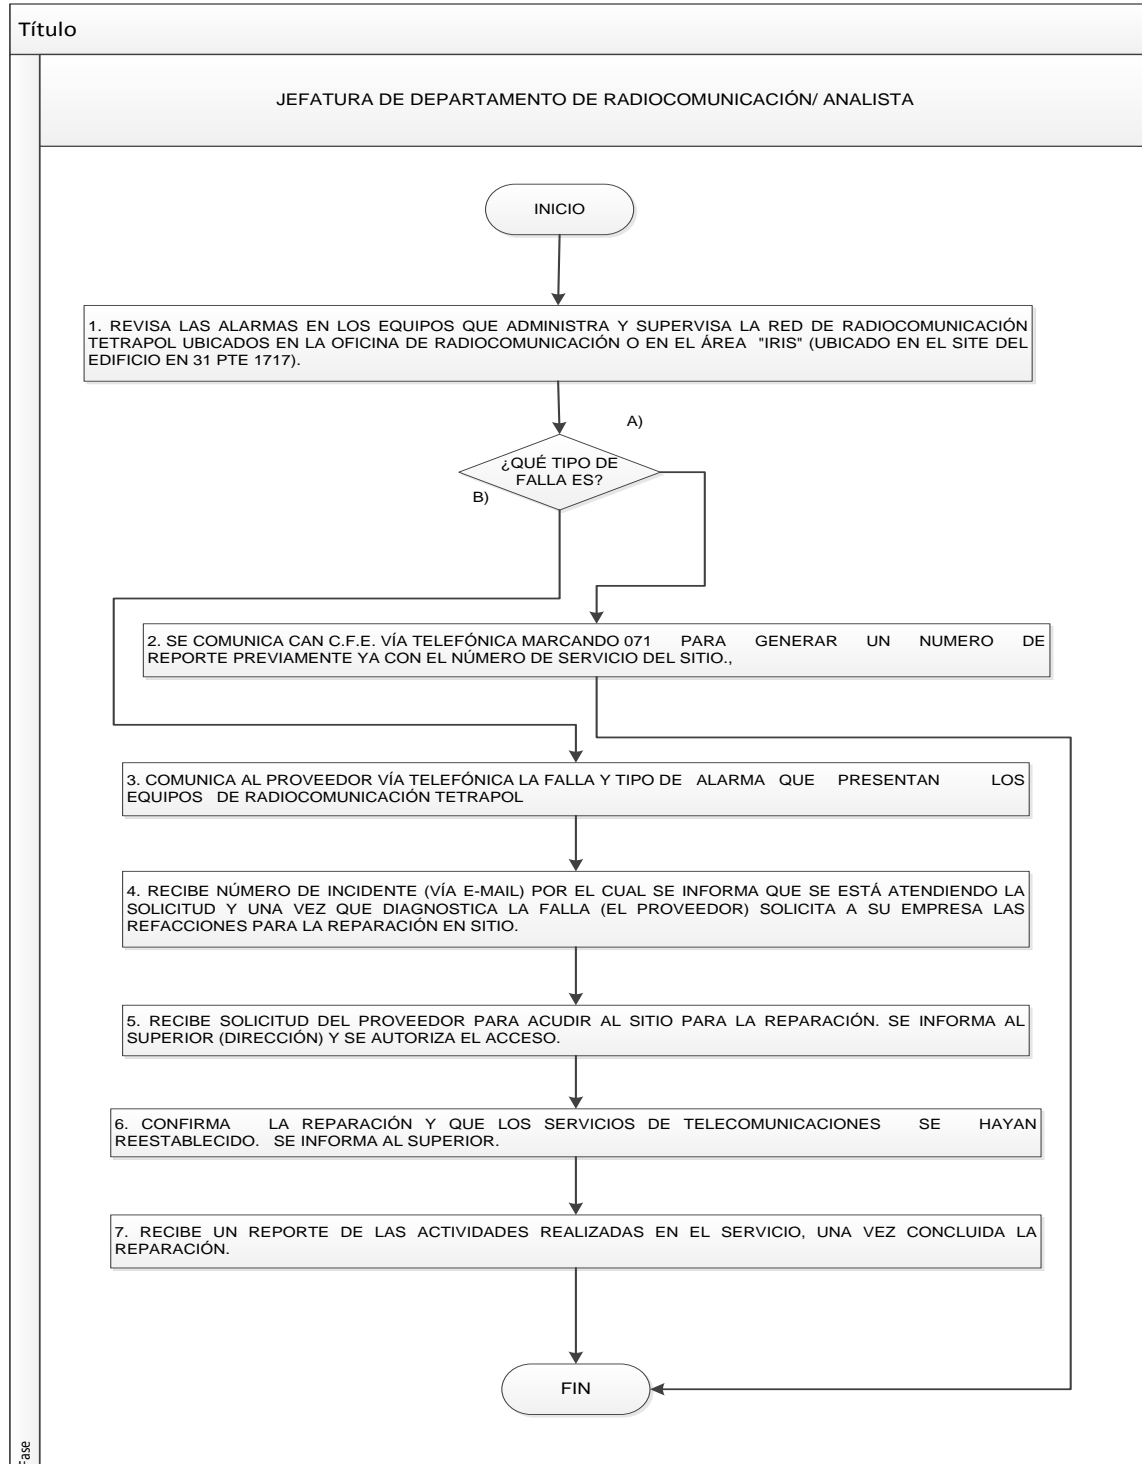 Título
JEFATURA DE DEPARTAMENTO DE RADIOCOMUNICACIÓN/ ANALISTA
INICIO
1. REVISA LAS ALARMAS EN LOS EQUIPOS QUE ADMINISTRA Y SUPERVISA LA RED DE RADIOCOMUNICACIÓN
TETRAPOL UBICADOS EN LA OFICINA DE RADIOCOMUNICACIÓN O EN EL ÁREA "IRIS" (UBICADO EN EL SITE DEL
EDIFICIO EN 31 PTE 1717).
A)
¿QUÉ TIPO DE
FALLA ES?
B)
2. SE COMUNICA CAN C.F.E. VÍA TELEFÓNICA MARCANDO 071 PARA GENERAR UN NUMERO DE
REPORTE PREVIAMENTE YA CON EL NÚMERO DE SERVICIO DEL SITIO.,
3. COMUNICA AL PROVEEDOR VÍA TELEFÓNICA LA FALLA Y TIPO DE ALARMA QUE PRESENTAN LOS
EQUIPOS DE RADIOCOMUNICACIÓN TETRAPOL
4. RECIBE NÚMERO DE INCIDENTE (VÍA E-MAIL) POR EL CUAL SE INFORMA QUE SE ESTÁ ATENDIENDO LA
SOLICITUD Y UNA VEZ QUE DIAGNOSTICA LA FALLA (EL PROVEEDOR) SOLICITA A SU EMPRESA LAS
REFACCIONES PARA LA REPARACIÓN EN SITIO.
5. RECIBE SOLICITUD DEL PROVEEDOR PARA ACUDIR AL SITIO PARA LA REPARACIÓN. SE INFORMA AL
SUPERIOR (DIRECCIÓN) Y SE AUTORIZA EL ACCESO.
6. CONFIRMA LA REPARACIÓN Y QUE LOS SERVICIOS DE TELECOMUNICACIONES SE HAYAN
REESTABLECIDO. SE INFORMA AL SUPERIOR.
7. RECIBE UN REPORTE DE LAS ACTIVIDADES REALIZADAS EN EL SERVICIO, UNA VEZ CONCLUIDA LA
REPARACIÓN.
FIN
Fase